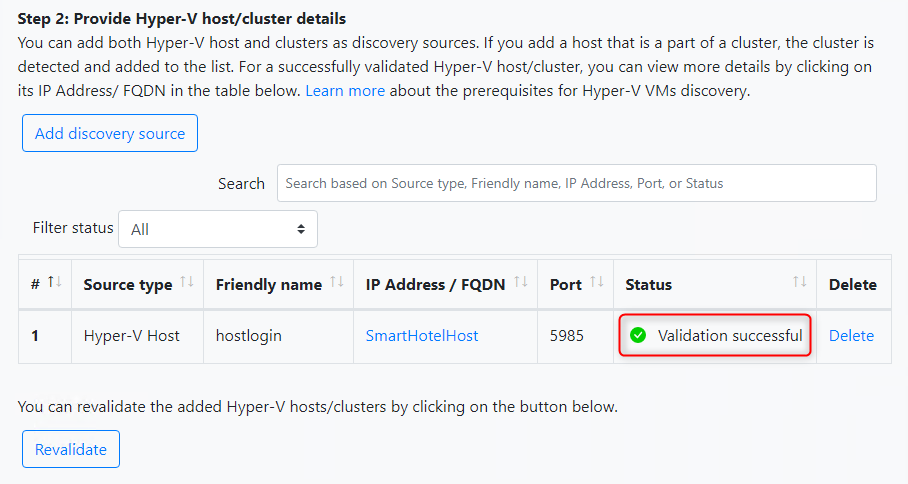 Step 2: Provide Hyper-V host/cluster details
You can add both Hyper-V host and clusters as discovery sources. If you add a host that is a part of a cluster, the cluster is
detected and added to the list. For a successfully validated Hyper-V host/cluster, you can view more details by clicking on
its IP Address/ FQDN in the table below. Learn more about the prerequisites for Hyper-V VMs discovery.
Add discovery source
Search Search based on Source type, Friendly name, IP Address, Port, or Status
Filter status All
# ↑↓ Source type ↑↓ Friendly name ↑↓ IP Address / FQDN ↑↓ Port ↑↓ Status ↑↓ Delete
1 Hyper-V Host hostlogin SmartHotelHost 5985 Validation successful Delete
You can revalidate the added Hyper-V hosts/clusters by clicking on the button below.
Revalidate